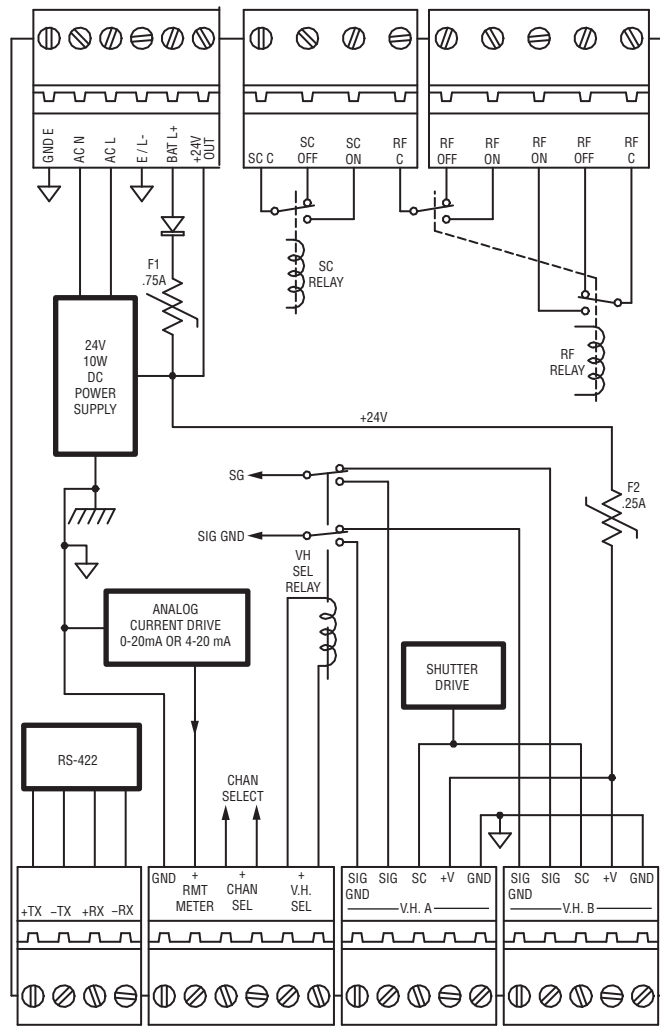 GND E
AC N
AC L
E / L-
BAT L+
+24V
OUT
SC C
SC
OFF
SC
ON
RF
C
RF
OFF
RF
ON
RF
ON
RF
OFF
RF
C
F1
.75A
SC
RELAY
24V
10W
DC
POWER
SUPPLY
RF
RELAY
+24V
SG
F2
.25A
SIG GND
VH
SEL
RELAY
ANALOG
CURRENT DRIVE
0-20mA OR 4-20 mA
SHUTTER
DRIVE
RS-422
CHAN
SELECT
+TX
–TX
+RX
–RX
GND
+
RMT
METER
+
CHAN
SEL
+
V.H.
SEL
SIG
GND
SIG
SC
+V
GND
V.H. A
SIG
GND
SIG
SC
+V
GND
V.H. B